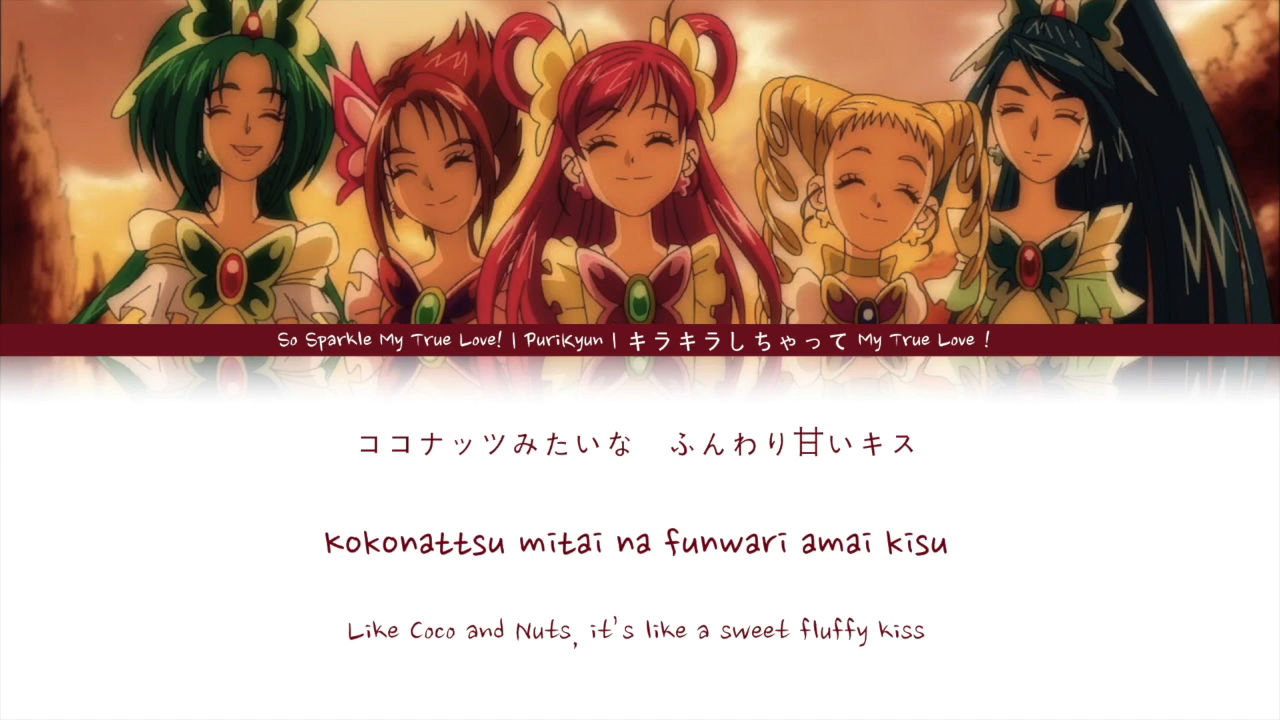 So Sparkle My True Love! | PuriKyun | キラキラしちゃって My True Love !
ココナッツみたいな　ふんわり甘いキス
kokonattsu mitai na funwari amai kisu
Like Coco and Nuts, it's like a sweet fluffy kiss